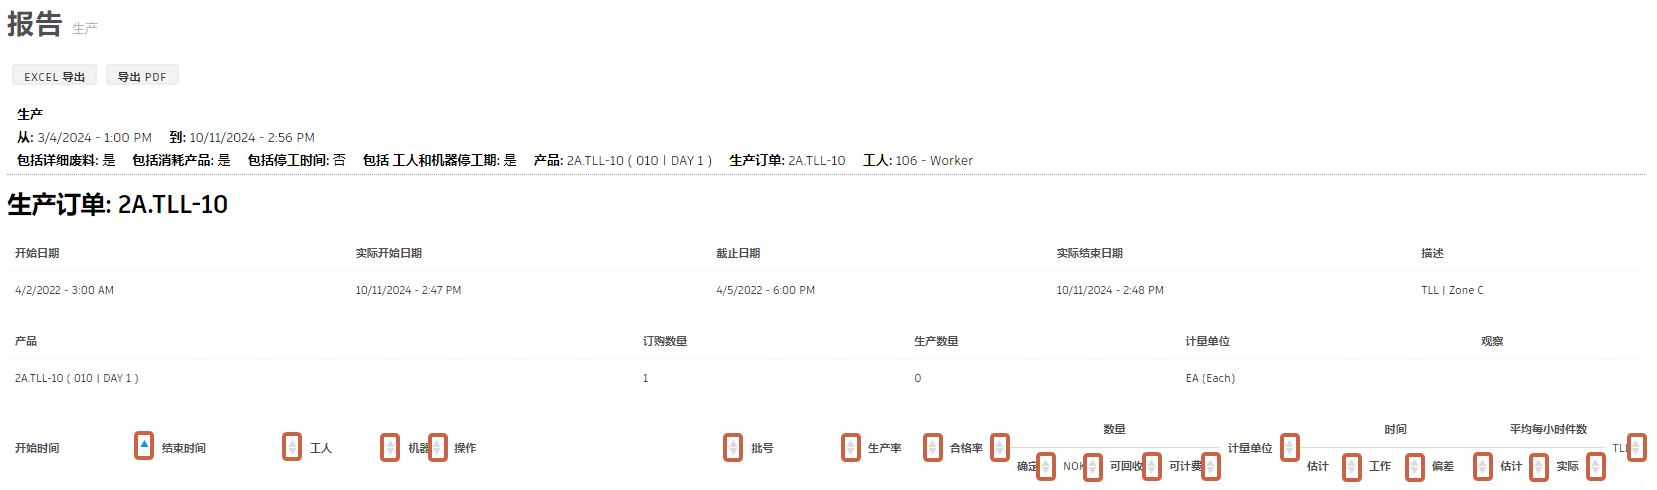 报告 生产
EXCEL 导出 导出 PDF
生产
从: 3/4/2024 - 1:00 PM 到: 10/11/2024 - 2:56 PM
包括详细废料: 是 包括消耗产品: 是 包括停工时间: 否 包括 工人和机器停工期: 是 产品: 2A.TLL-10 ( 010 | DAY 1 ) 生产订单: 2A.TLL-10 工人: 106 - Worker
生产订单: 2A.TLL-10
开始日期 实际开始日期 截止日期 实际结束日期 描述
4/2/2022 - 3:00 AM 10/11/2024 - 2:47 PM 4/5/2022 - 6:00 PM 10/11/2024 - 2:48 PM TLL | Zone C
产品 订购数量 生产数量 计量单位 观察
2A.TLL-10 ( 010 | DAY 1 ) 1 0 EA (Each)
数量 时间 平均每小时件数
开始时间 结束时间 工人 机器 操作 批号 生产率 合格率 计量单位 TLL
确定 NOK 可回收 可计费 估计 工作 偏差 估计 实际